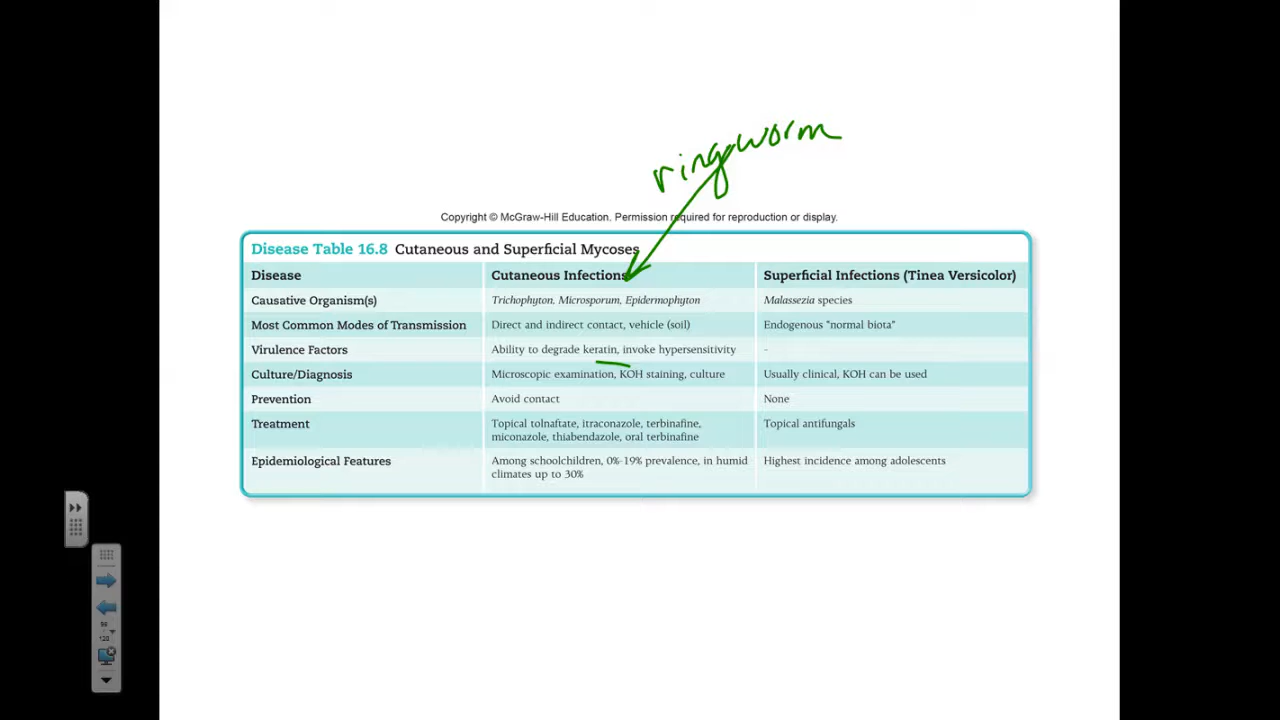 ringworm
Copyright © McGraw-Hill Education. Permission required for reproduction or display.
Disease Table 16.8 Cutaneous and Superficial Mycoses
Disease Cutaneous Infections Superficial Infections (Tinea Versicolor)
Causative Organism(s) Trichophyton, Microsporum, Epidermophyton Malassezia species
Most Common Modes of Transmission Direct and indirect contact, vehicle (soil) Endogenous "normal biota"
Virulence Factors Ability to degrade keratin, invoke hypersensitivity -
Culture/Diagnosis Microscopic examination, KOH staining, culture Usually clinical, KOH can be used
Prevention Avoid contact None
Treatment Topical tolnaftate, itraconazole, terbinafine, Topical antifungals
miconazole, thiabendazole, oral terbinafine
Epidemiological Features Among schoolchildren, 0%-19% prevalence, in humid Highest incidence among adolescents
climates up to 30%